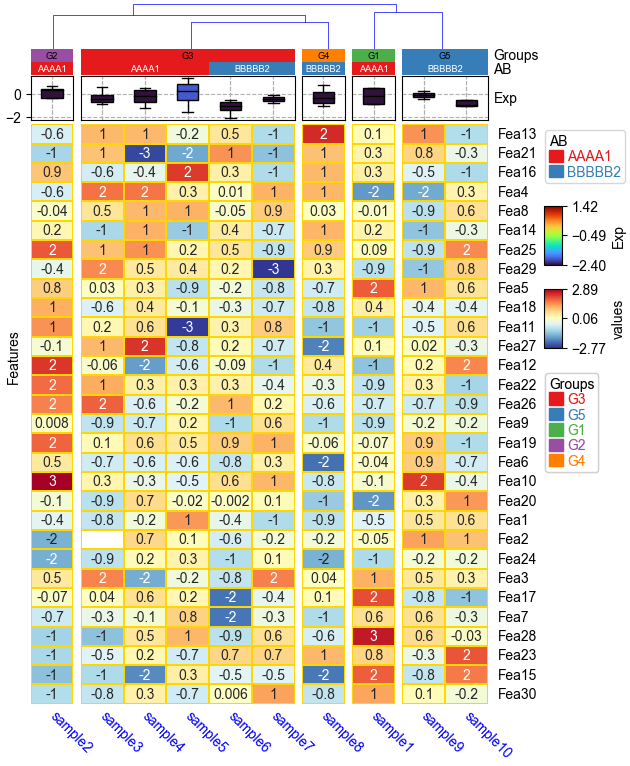 G2 G3 G4 G1 G5 Groups
AAAA1 AAAA1 BBBBB2 BBBBB2 AAAA1 BBBBB2 AB
0
−2
Exp
-0.6 1 1 -0.2 0.5 -1 2 0.1 1 -1 Fea13
-1 1 -3 -2 1 -1 1 0.3 0.8 -0.3 Fea21
0.9 -0.6 -0.4 2 0.3 -1 1 0.3 -0.5 -1 Fea16
-0.6 2 2 0.3 0.01 1 1 -2 -2 0.3 Fea4
-0.04 0.5 1 1 -0.05 0.9 0.03 -0.01 -0.9 0.6 Fea8
0.2 -1 1 -1 0.4 -0.7 1 0.2 -1 -0.3 Fea14
2 1 1 0.2 0.5 -0.9 0.9 0.09 -0.9 2 Fea25
-0.4 2 0.5 0.4 0.2 -3 0.3 -0.9 -1 0.8 Fea29
0.8 0.03 0.3 -0.9 -0.2 -0.8 -0.7 2 1 0.6 Fea5
1 -0.6 0.4 -0.1 -0.3 -0.7 -0.8 0.4 -0.4 -0.4 Fea18
1 0.2 0.6 -3 0.3 0.8 -1 -1 -0.5 0.6 Fea11
-0.1 1 2 -0.8 0.2 -0.7 -2 0.1 0.02 -0.3 Fea27
2 -0.06 -2 -0.6 -0.09 -1 0.4 -1 0.2 2 Fea12
2 1 0.3 0.3 0.3 -0.4 -0.3 -0.9 0.3 -1 Fea22
2 2 -0.6 -0.2 1 0.2 -0.6 -0.7 -0.7 -0.9 Fea26
0.008 -0.9 -0.7 0.2 -1 0.6 -1 -0.9 -0.2 -0.2 Fea9
2 0.1 0.6 0.5 0.9 1 -0.06 -0.07 0.9 -1 Fea19
0.5 -0.7 -0.6 -0.6 -0.8 0.3 -2 -0.04 0.9 -0.7 Fea6
3 0.3 -0.3 -0.5 0.6 1 -0.8 -0.1 2 -0.4 Fea10
-0.1 -0.9 0.7 -0.02 -0.002 0.1 -1 -2 0.3 1 Fea20
-0.4 -0.8 -0.2 1 -0.4 -1 -0.9 -0.5 0.5 0.6 Fea1
-2 0.7 0.1 -0.6 -0.2 -0.2 -0.05 1 1 Fea2
-2 -0.9 0.2 0.3 -1 0.1 -2 -1 -0.2 -0.2 Fea24
0.5 2 -2 -0.2 -0.8 2 0.04 1 0.5 0.3 Fea3
-0.07 0.04 0.6 0.2 -2 -0.4 0.1 2 -0.8 -1 Fea17
-0.7 -0.3 -0.1 0.8 -2 -0.3 -1 0.6 0.6 -0.3 Fea7
-1 -1 0.5 1 -0.9 0.6 -0.6 3 0.6 -0.03 Fea28
-1 -0.5 0.2 -0.7 0.7 0.7 1 0.8 -0.3 2 Fea23
-1 -1 -2 0.3 -0.5 -0.5 -2 2 -0.8 2 Fea15
-1 -0.8 0.3 -0.7 0.006 1 -0.8 1 0.1 -0.2 Fea30
Features
sample2 sample3 sample4 sample5 sample6 sample7 sample8 sample1 sample9 sample10
AB
AAAA1
BBBBB2
1.42
−0.49
−2.40
Exp
2.89
0.06
−2.77
values
Groups
G3
G5
G1
G2
G4